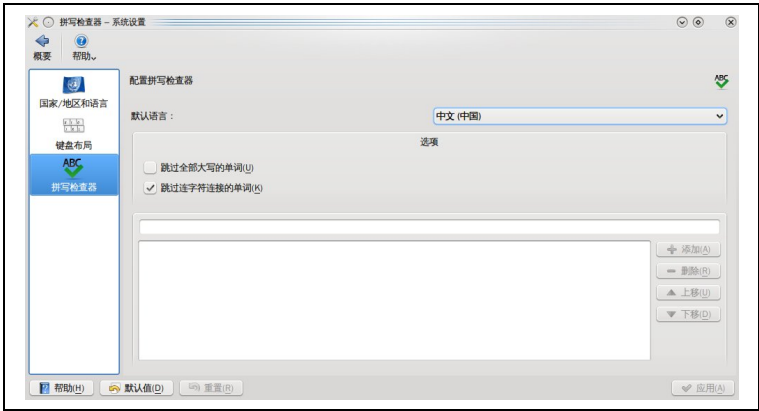 拼写检查器 – 系统设置
概要 帮助
国家/地区和语言
键盘布局
ABC
拼写检查器
配置拼写检查器
ABC
默认语言：
中文 (中国)
选项
跳过全部大写的单词(U)
跳过连字符连接的单词(K)
添加(A)
删除(R)
上移(U)
下移(D)
帮助(H) 默认值(D) 重置(R) 应用(A)